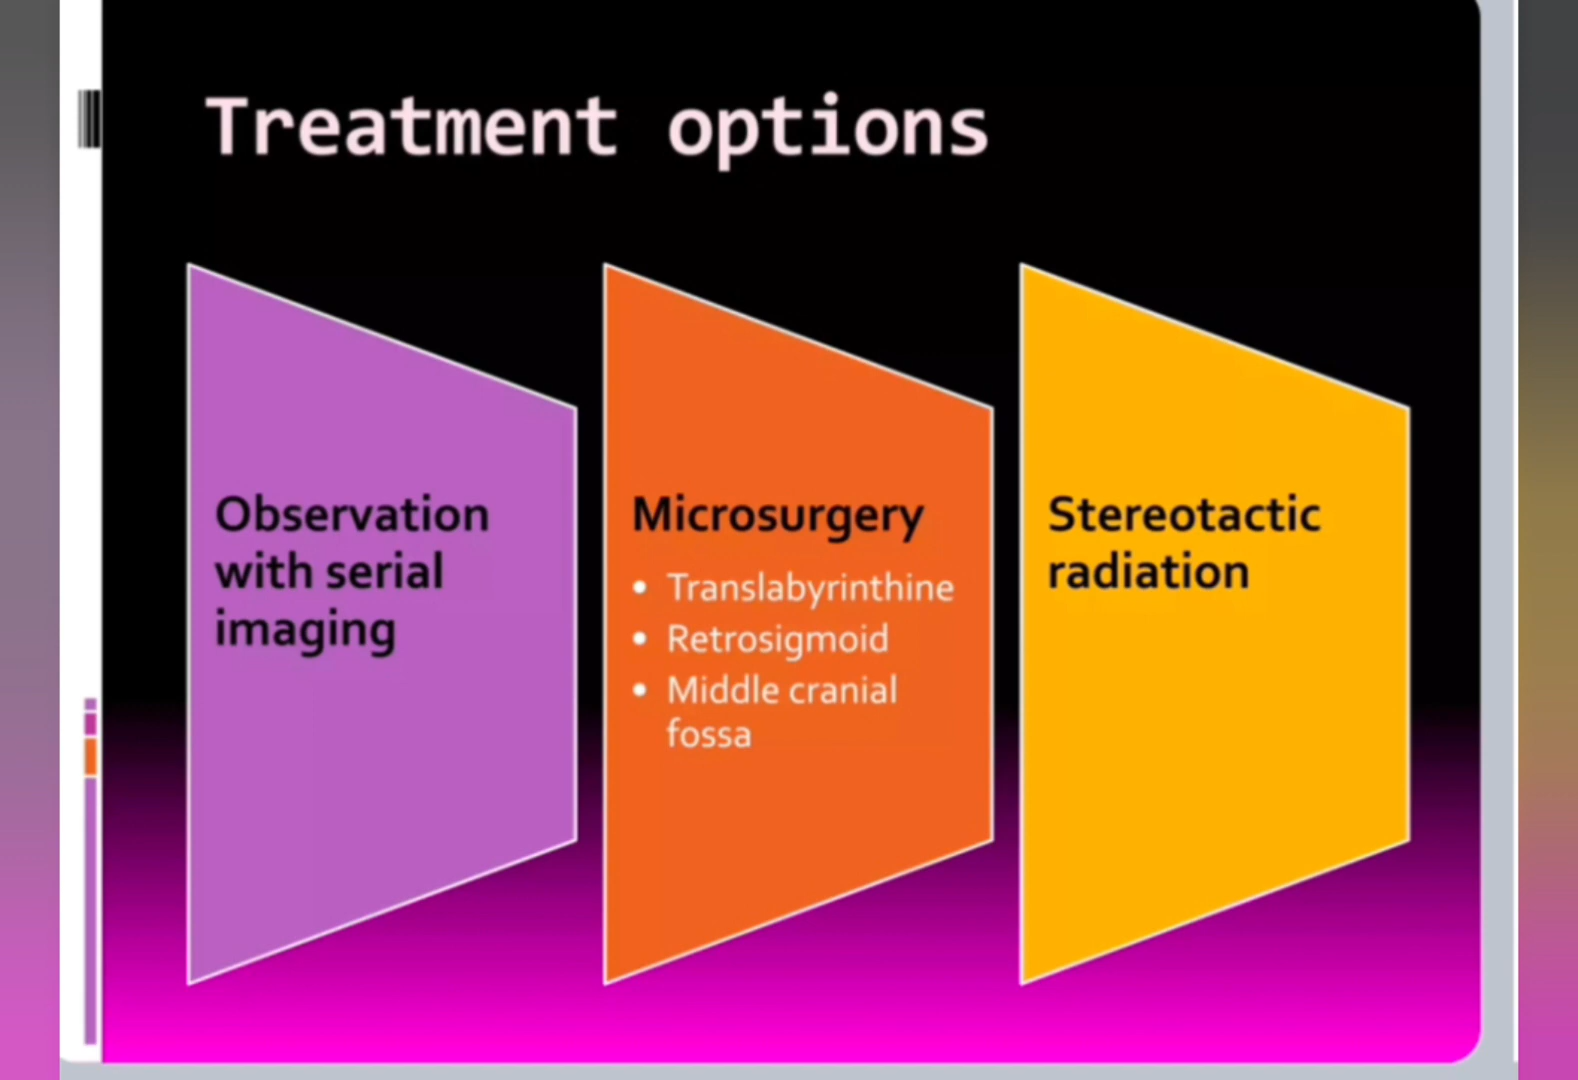 Treatment options
Observation
with serial
imaging
Microsurgery
• Translabyrinthine
• Retrosigmoid
• Middle cranial
fossa
Stereotactic
radiation